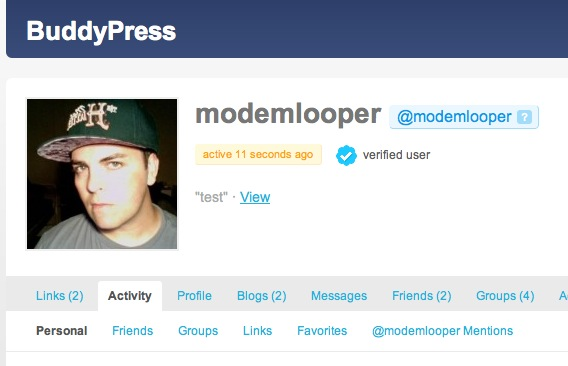 BuddyPress
modemlooper @modemlooper ?
active 11 seconds ago verified user
"test" · View
Links (2) Activity Profile Blogs (2) Messages Friends (2) Groups (4)
Personal Friends Groups Links Favorites @modemlooper Mentions